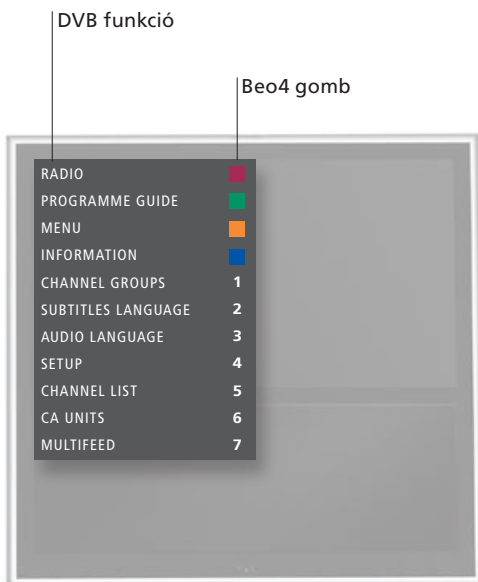 DVB funkció
Beo4 gomb
RADIO
PROGRAMME GUIDE
MENU
INFORMATION
CHANNEL GROUPS 1
SUBTITLES LANGUAGE 2
AUDIO LANGUAGE 3
SETUP 4
CHANNEL LIST 5
CA UNITS 6
MULTIFEED 7